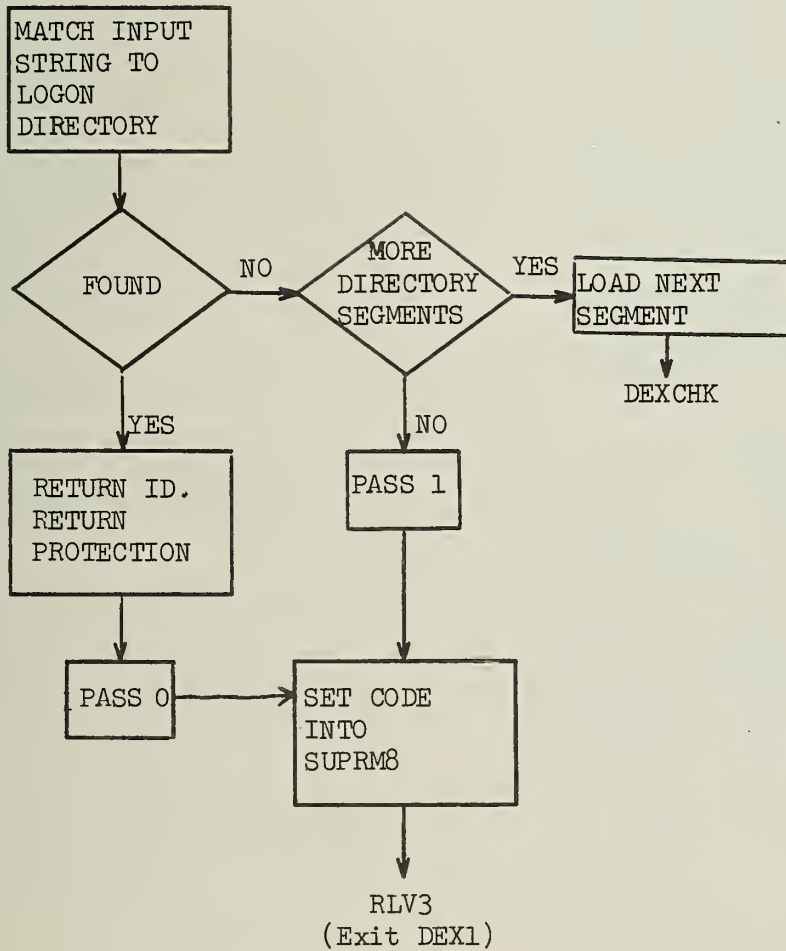 MATCH INPUT
STRING TO
LOGON
DIRECTORY
FOUND
NO
MORE
DIRECTORY
SEGMENTS
YES
LOAD NEXT
SEGMENT
DEXCHK
YES
NO
RETURN ID.
RETURN
PROTECTION
PASS 1
PASS 0
SET CODE
INTO
SUPRM8
RLV3
(Exit DEX1)